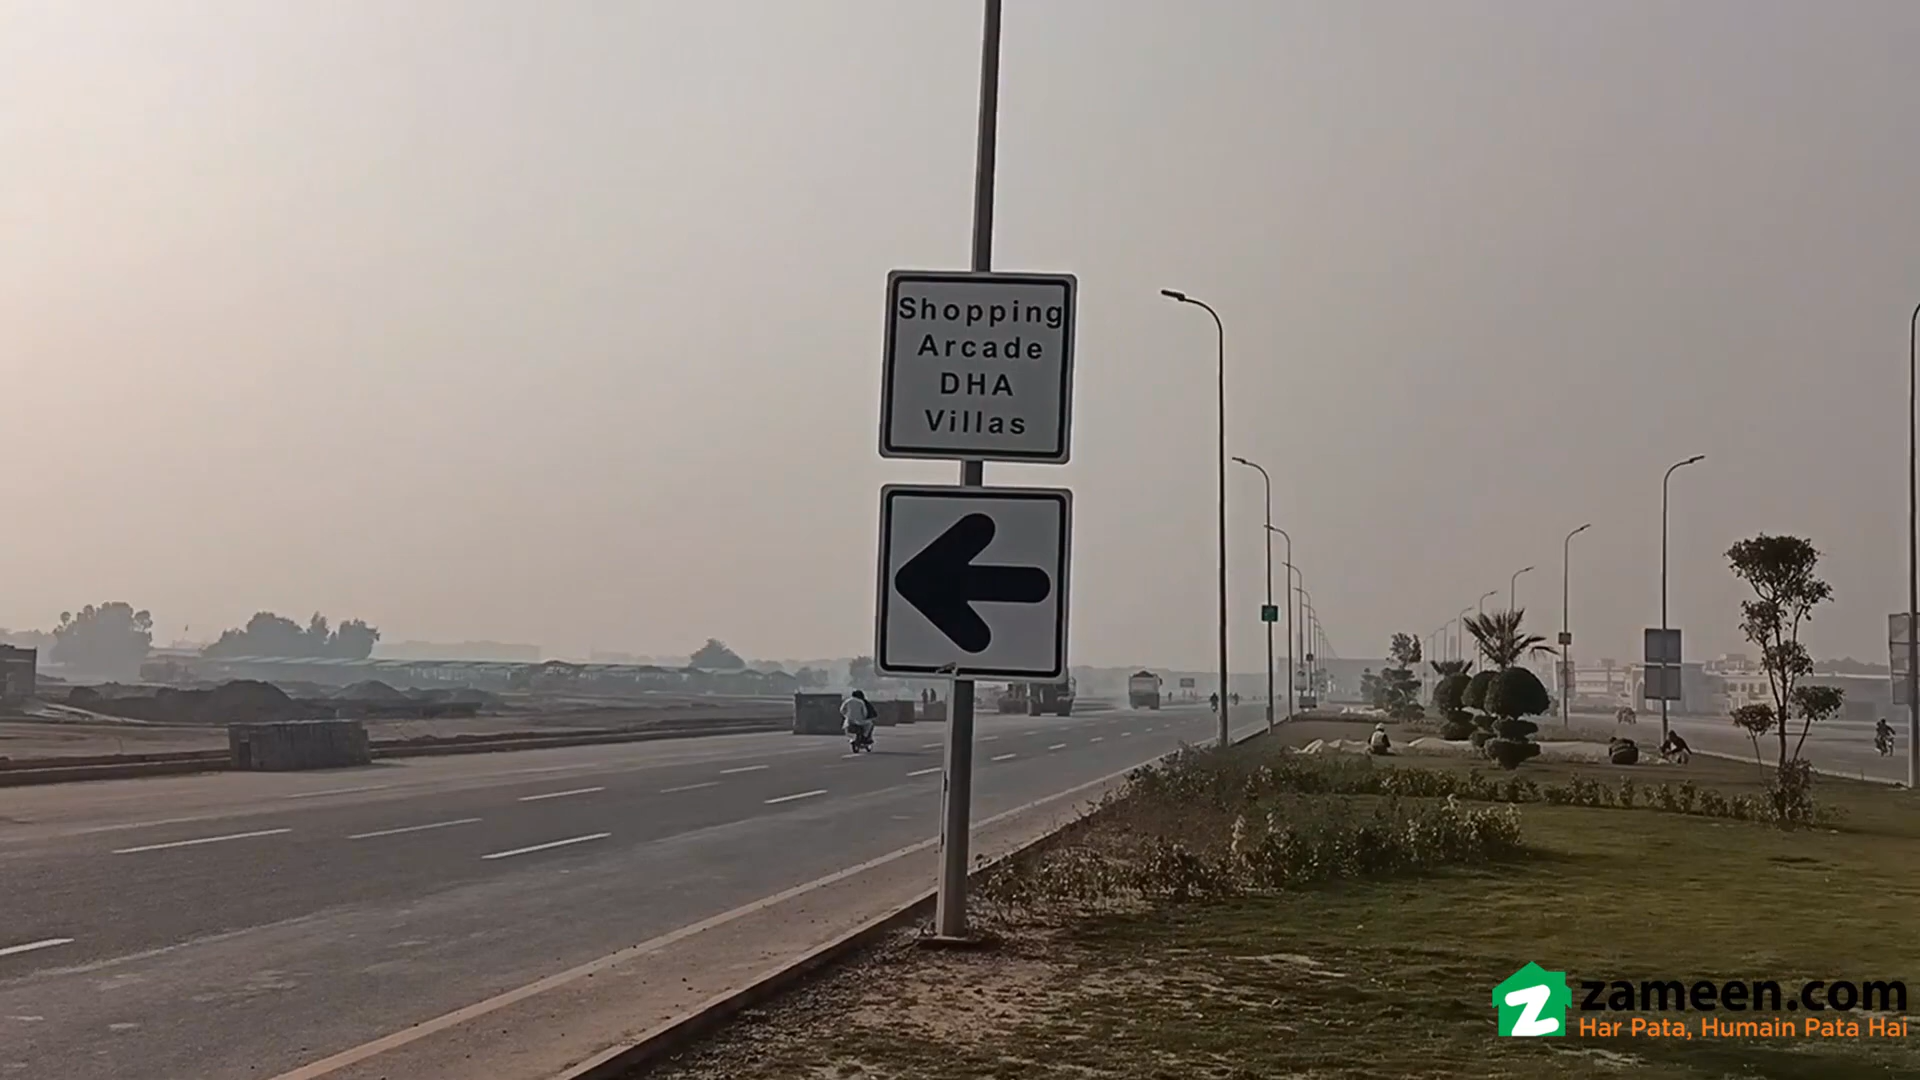 Shopping
Arcade
DHA
Villas
zameen.com
Har Pata, Humain Pata Hai